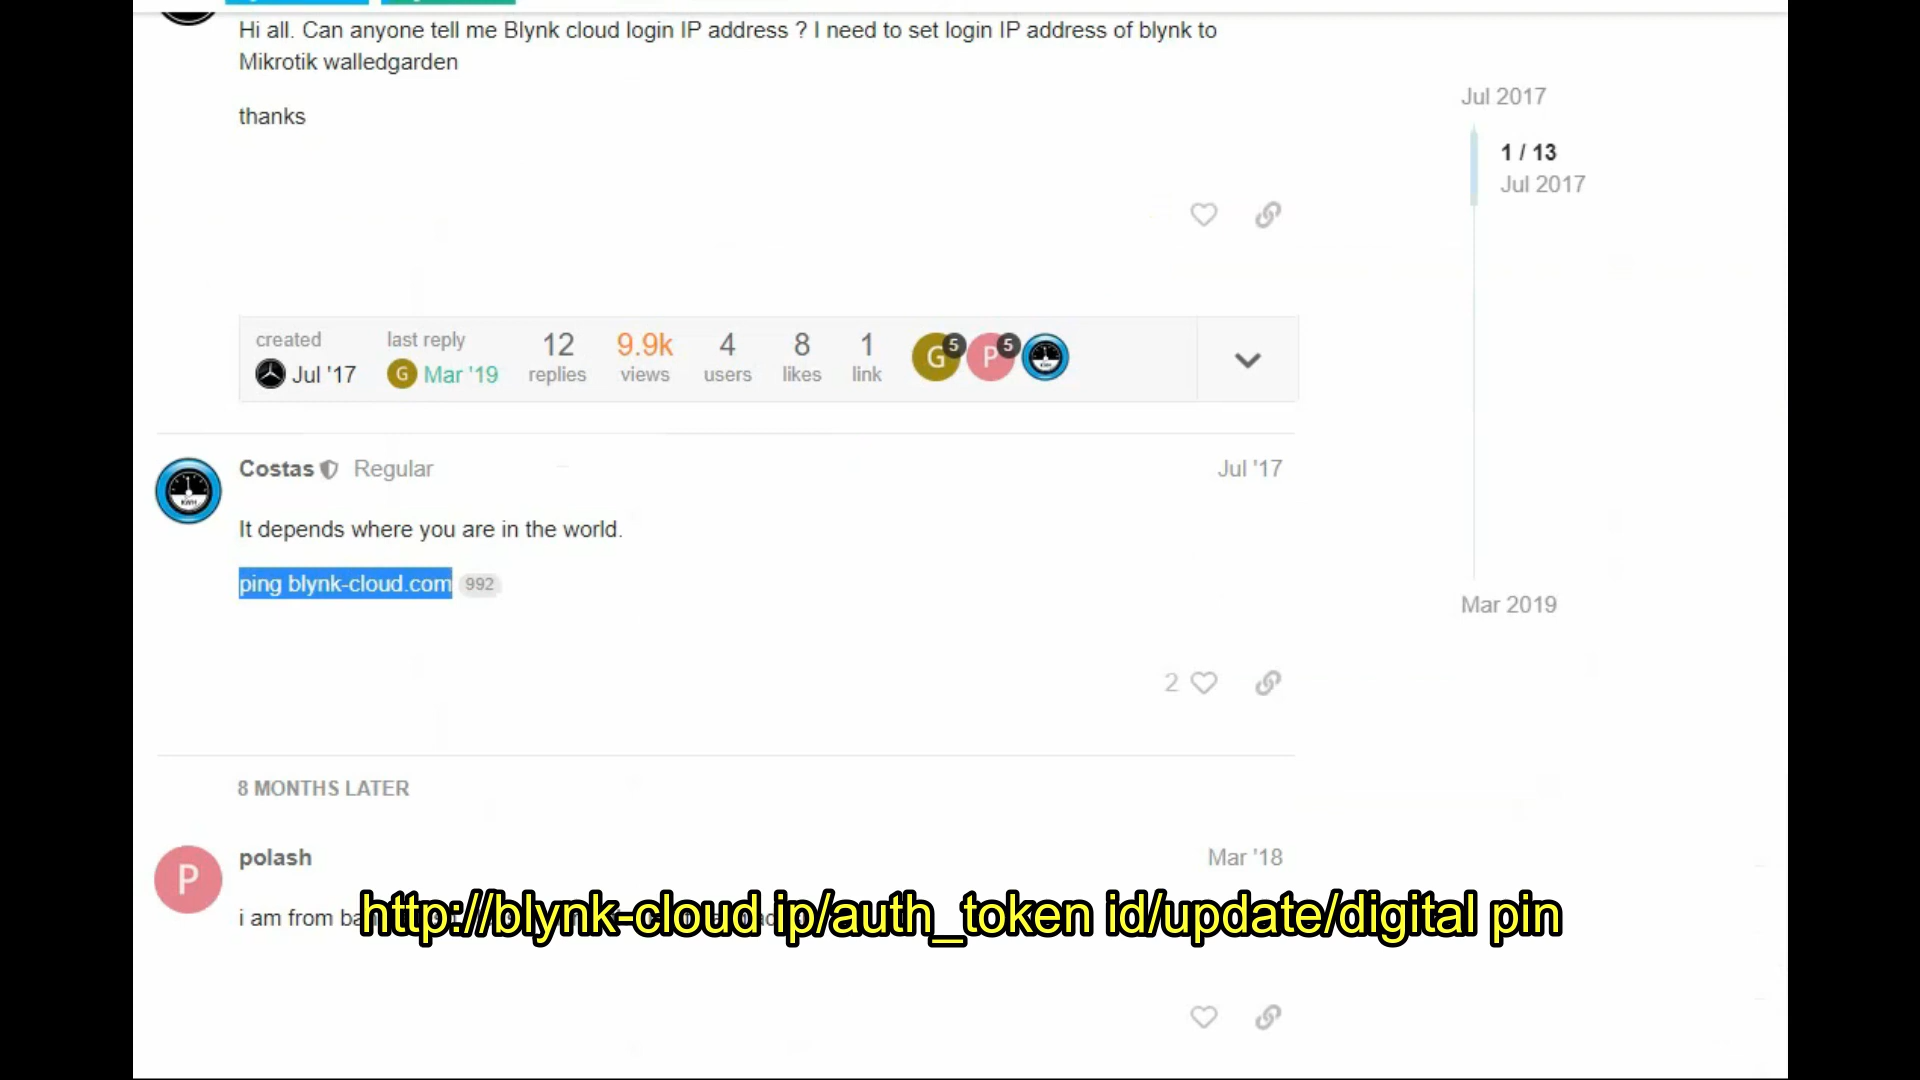 Hi all. Can anyone tell me Blynk cloud login IP address ? I need to set login IP address of blynk to
Mikrotik walledgarden
thanks
Jul 2017
1 / 13
Jul 2017
created
Jul '17
last reply
G Mar '19
12
replies
9.9k
views
4
users
8
likes
1
link
G 5 P 5
Costas Regular Jul '17
It depends where you are in the world.
ping blynk-cloud.com 992
Mar 2019
2
8 MONTHS LATER
P polash Mar '18
i am from
http://blynk-cloud ip/auth_token id/update/digital pin